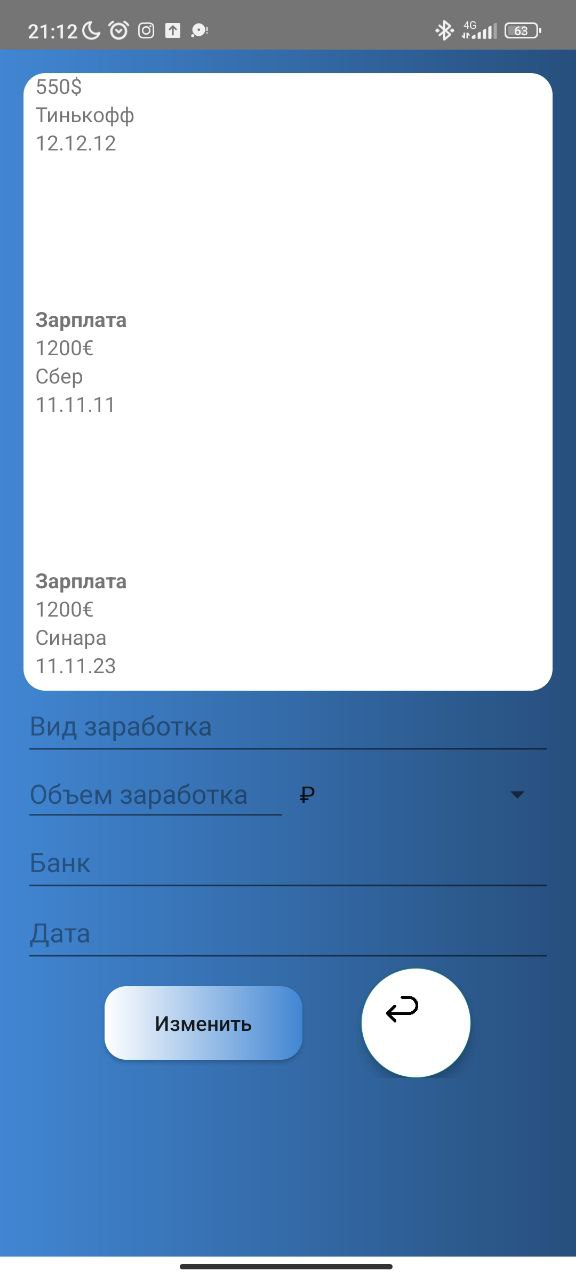 21:12
4G
63
550$
Тинькофф
12.12.12
Зарплата
1200€
Сбер
11.11.11
Зарплата
1200€
Синара
11.11.23
Вид заработка
Объем заработка ₽
Банк
Дата
Изменить